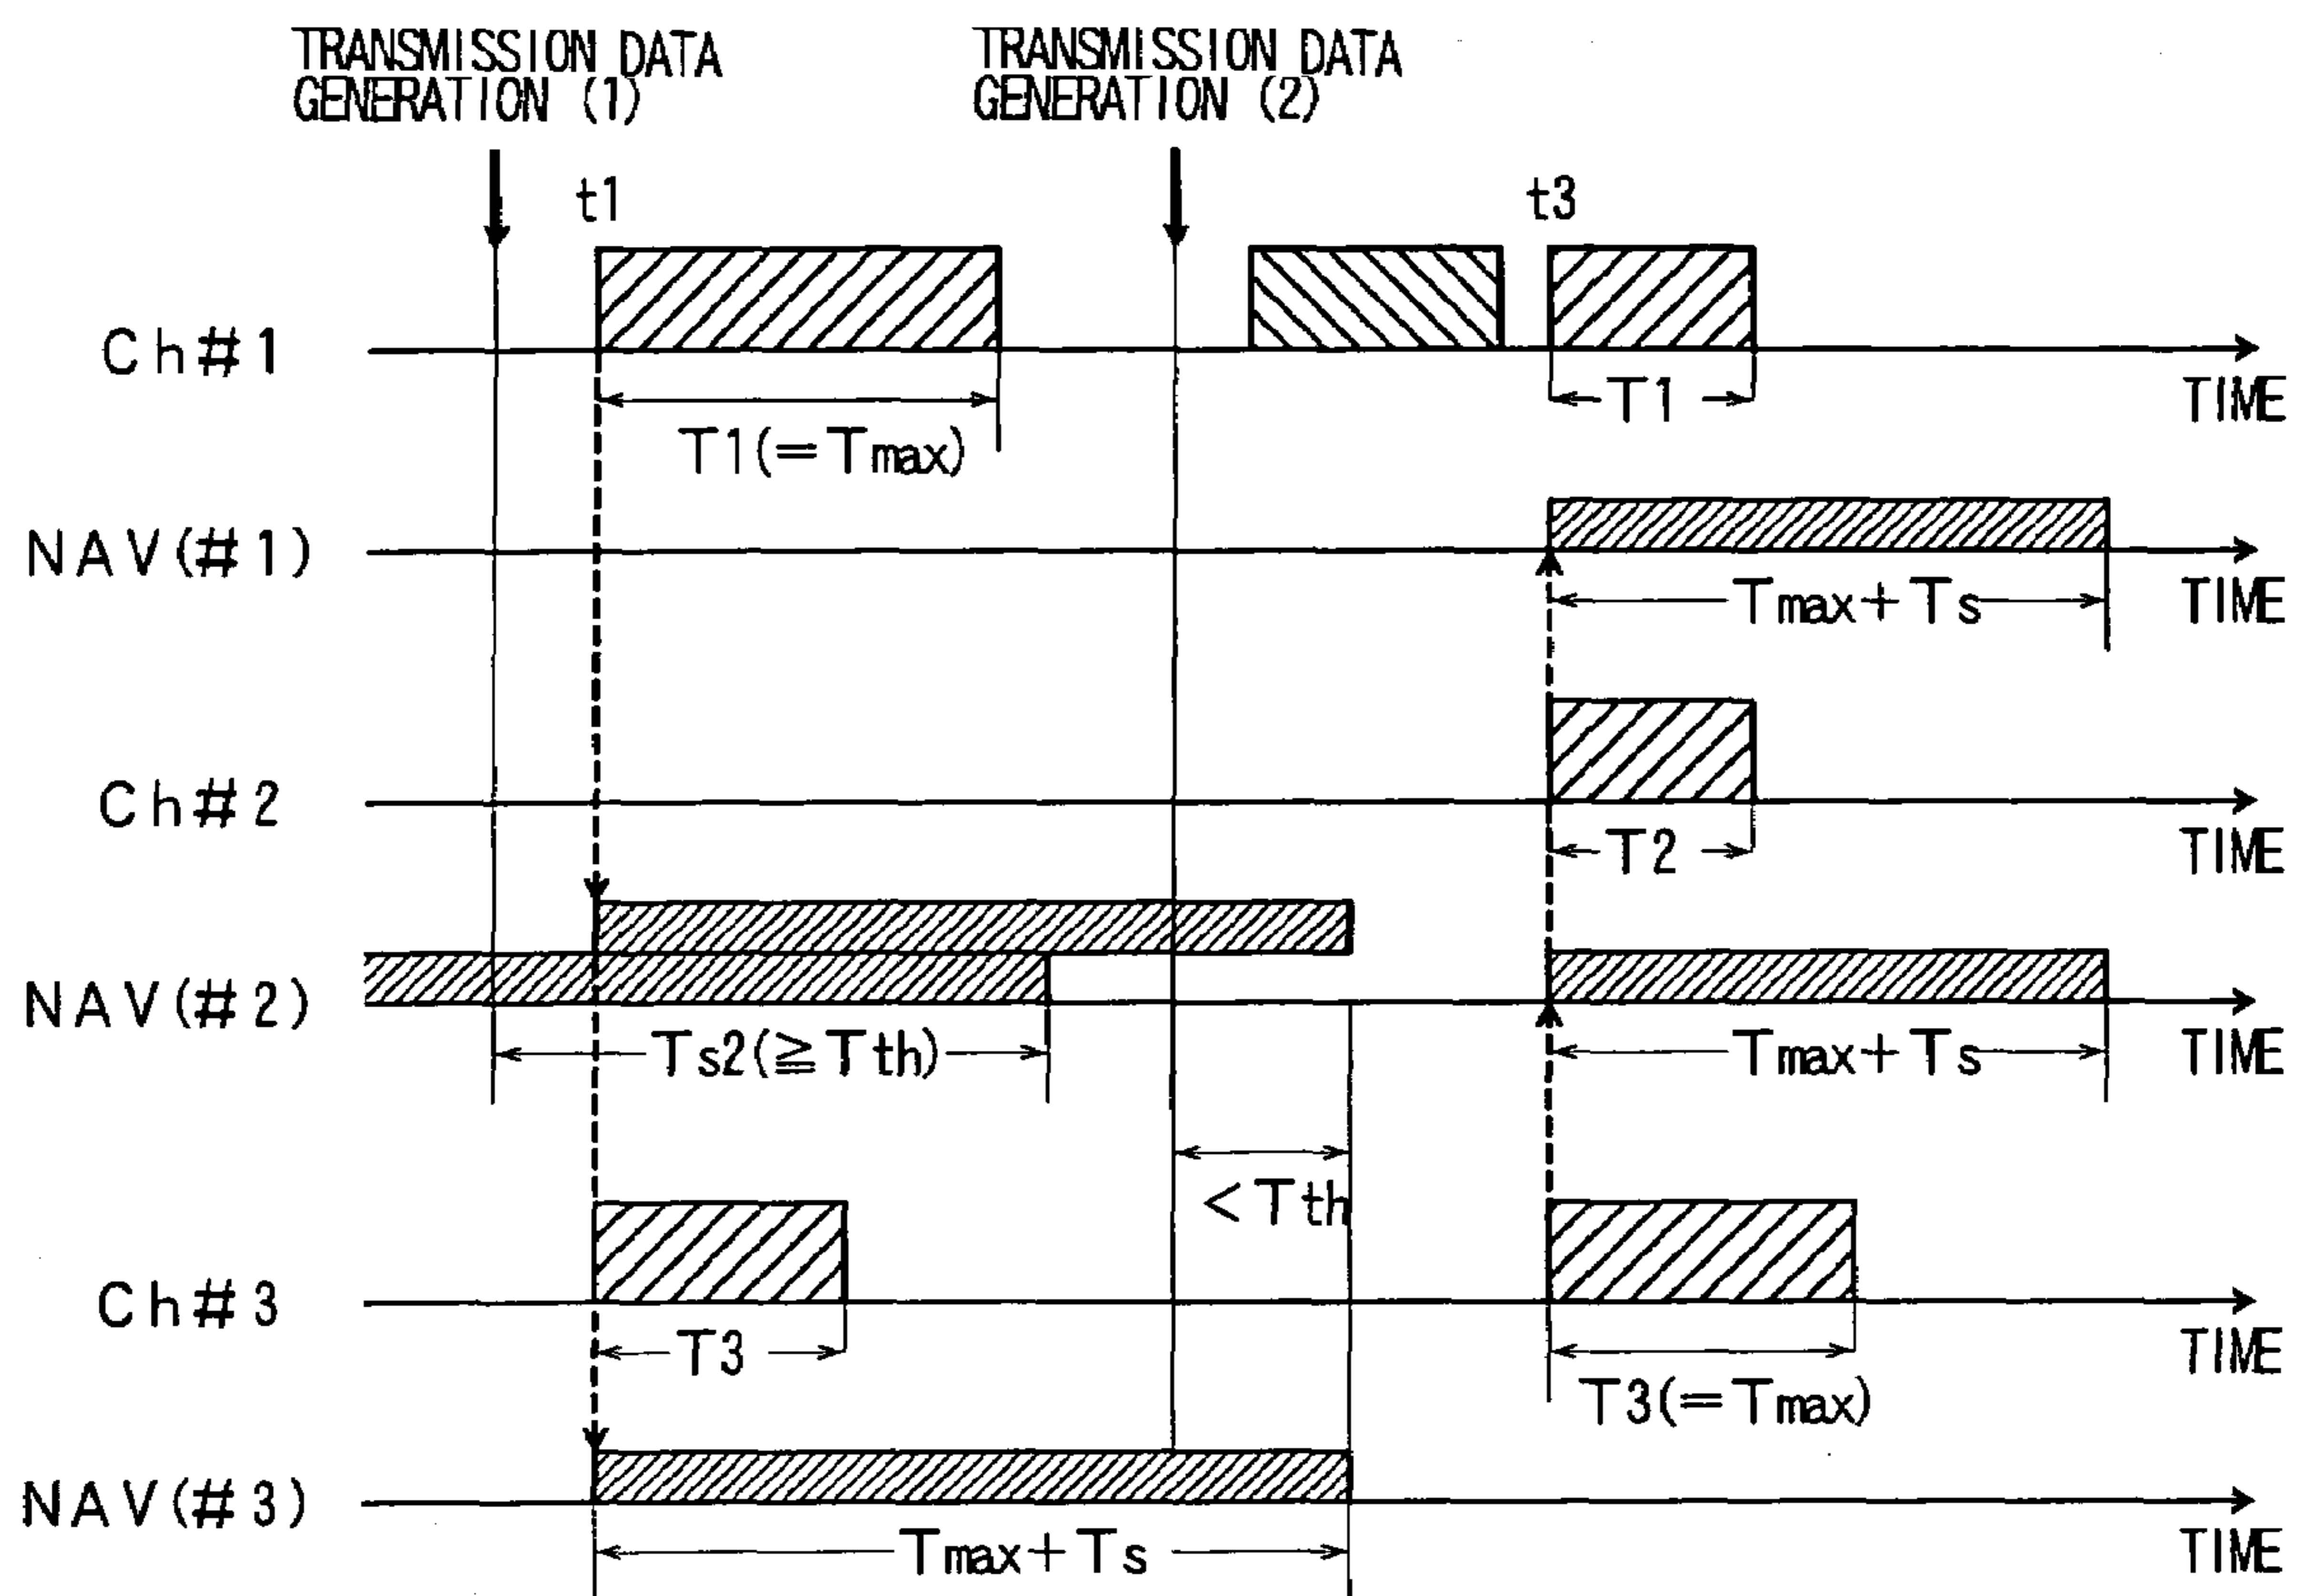 TRANSMISSION DATA
GENERATION (1)
TRANSMISSION DATA
GENERATION (2)
t1
t3
Ch#1
TIME
T1(=Tmax)
T1
NAV(#1)
TIME
Tmax+Ts
Ch#2
TIME
T2
NAV(#2)
TIME
Ts2(≧Tth)
Tmax+Ts
<Tth
Ch#3
TIME
T3
T3(=Tmax)
NAV(#3)
TIME
Tmax+Ts